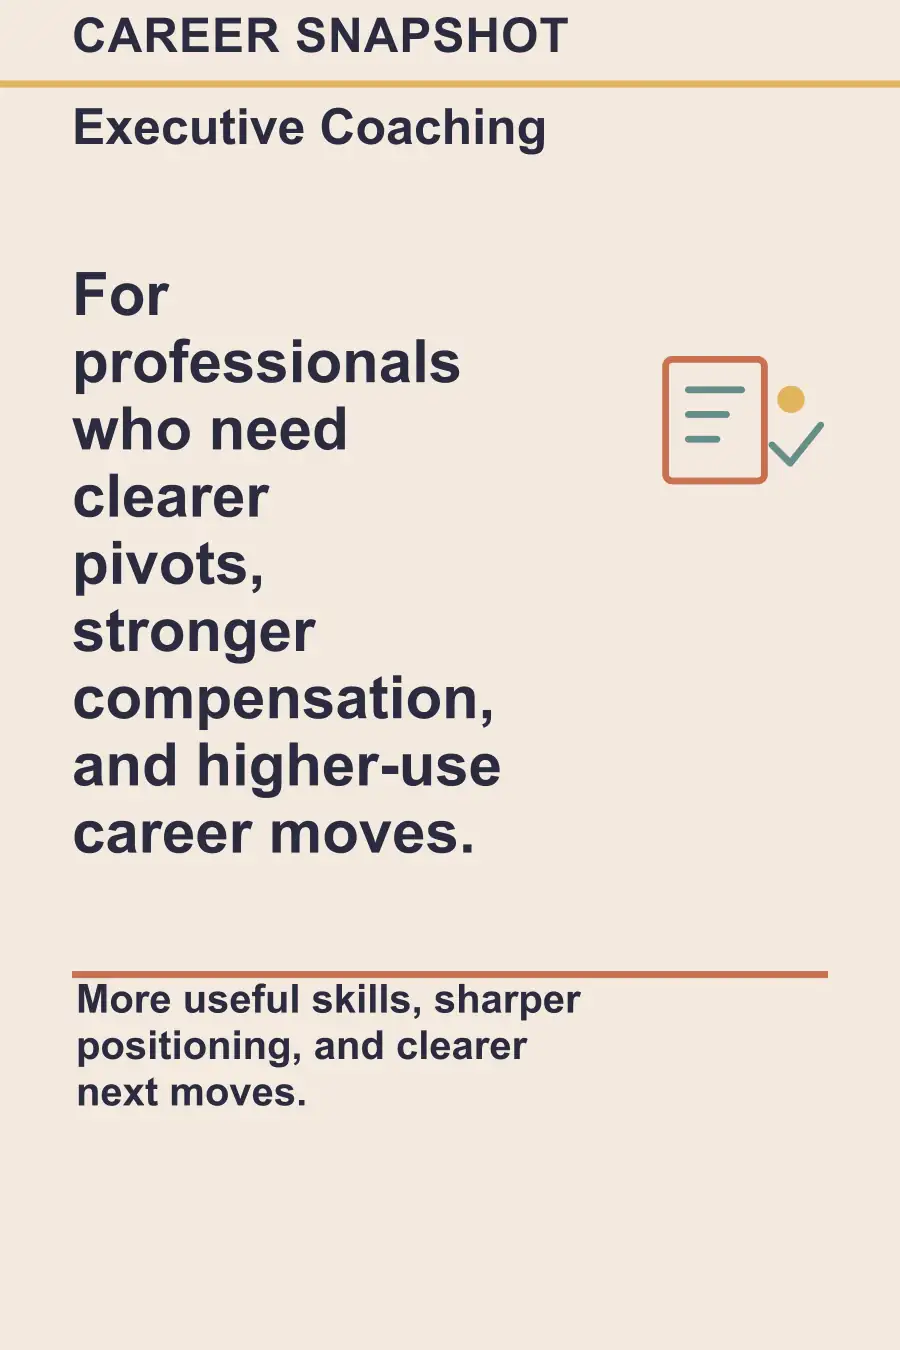 CAREER SNAPSHOT
Executive Coaching
For
professionals
who need
clearer
pivots,
stronger
compensation,
and higher-use
career moves.
More useful skills, sharper
positioning, and clearer
next moves.